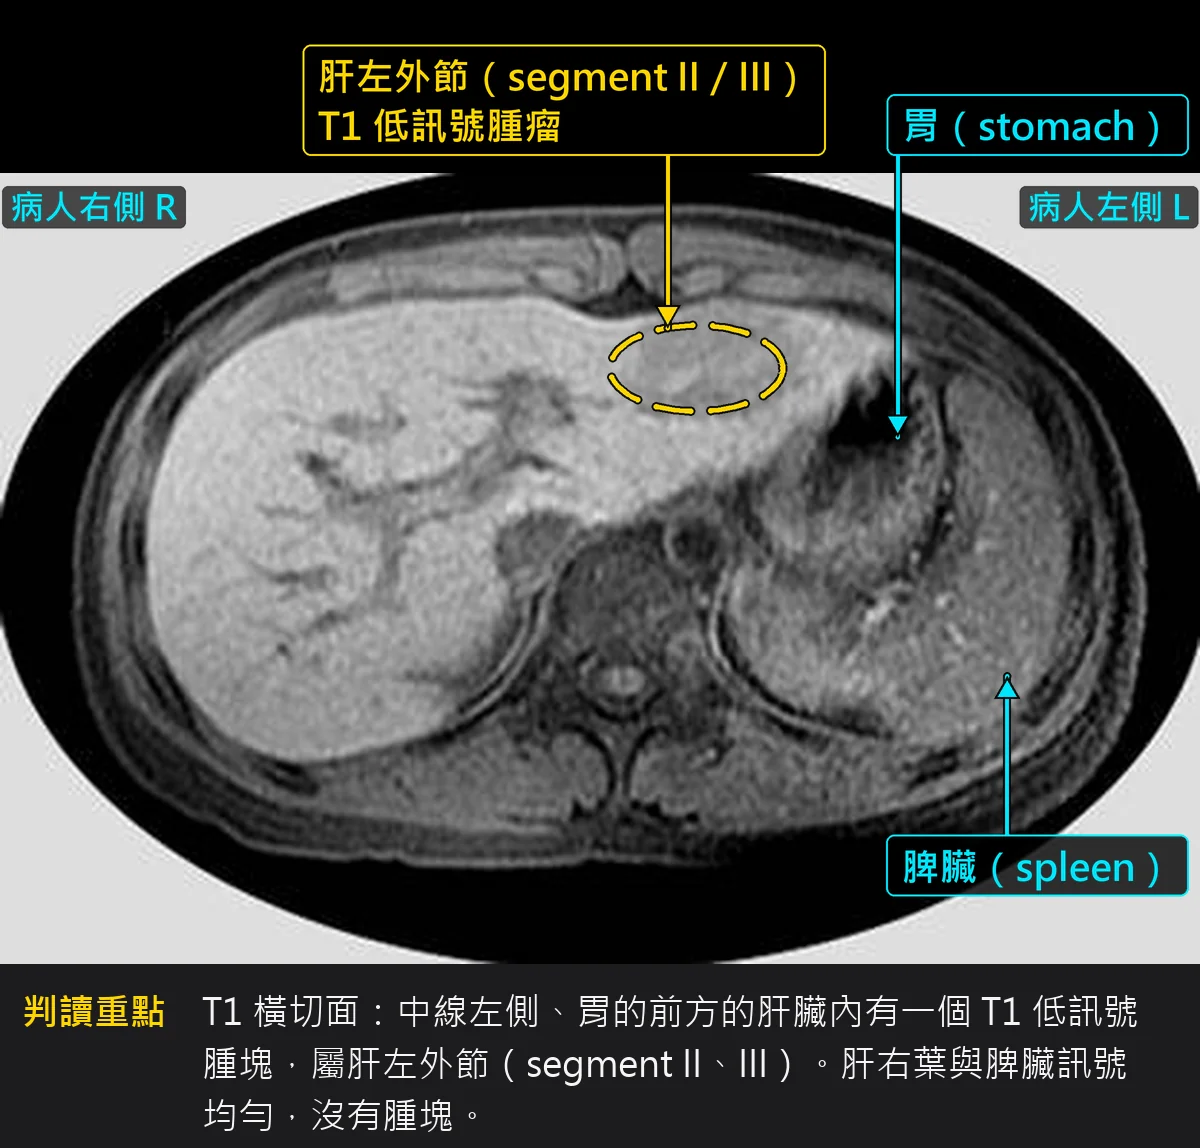 肝左外節（segment II / III）
T1 低訊號腫瘤
胃（stomach）
病人右側 R
病人左側 L
脾臟（spleen）
判讀重點
T1 橫切面：中線左側、胃的前方的肝臟內有一個 T1 低訊號
腫塊，屬肝左外節（segment II、III）。肝右葉與脾臟訊號
均勻，沒有腫塊。